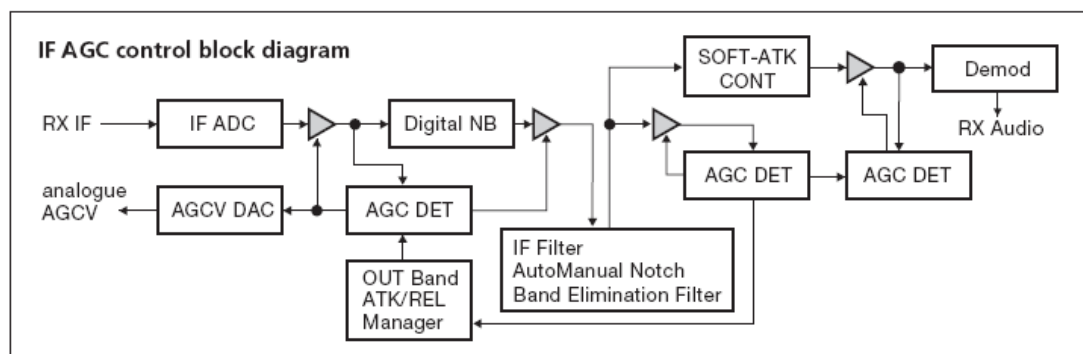 IF AGC control block diagram
RX IF
IF ADC
Digital NB
SOFT-ATK
CONT
Demod
RX Audio
analogue
AGCV
AGCV DAC
AGC DET
AGC DET
AGC DET
OUT Band
ATK/REL
Manager
IF Filter
AutoManual Notch
Band Elimination Filter